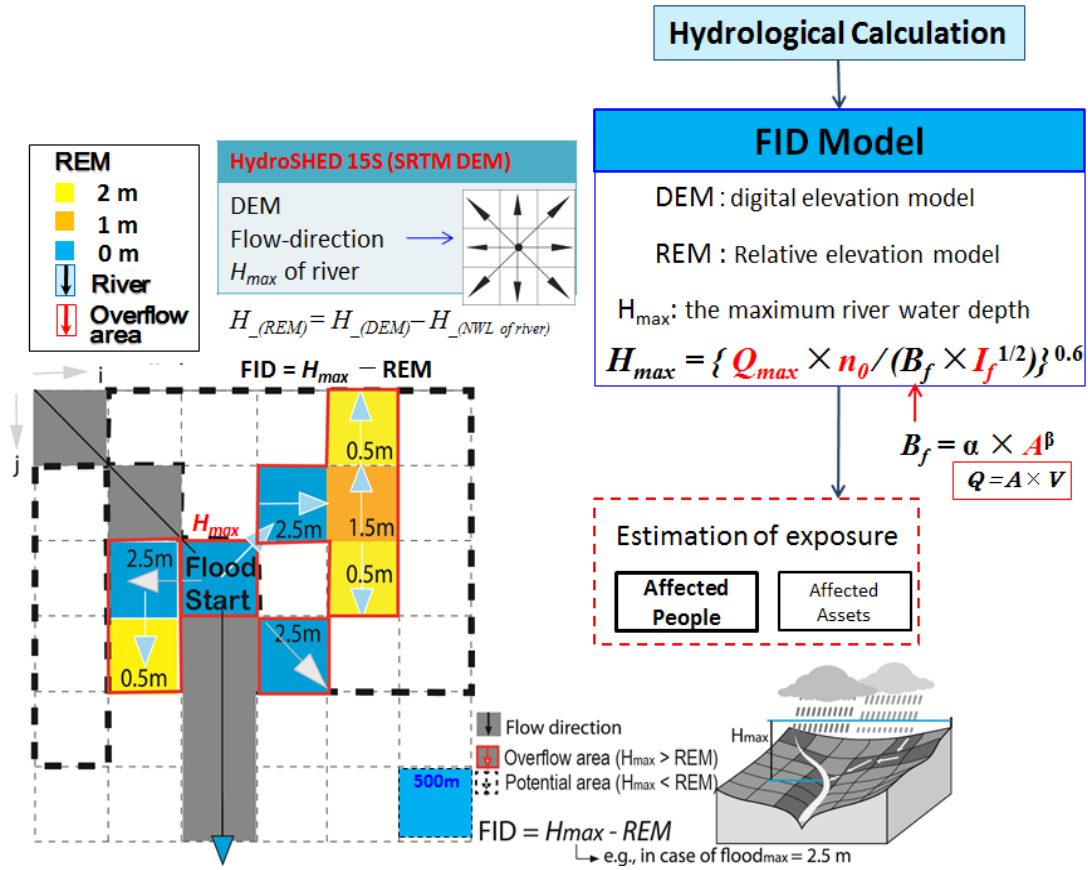 Hydrological Calculation
FID Model
DEM : digital elevation model
REM : Relative elevation model
Hmax: the maximum river water depth
Hmax = { Qmax × n0 / (Bf × If^1/2)}^0.6
Bf = α × A^β
Q = A × V
Estimation of exposure
Affected
People
Affected
Assets
REM
2 m
1 m
0 m
River
Overflow
area
HydroSHED 15S (SRTM DEM)
DEM
Flow-direction
Hmax of river
H_(REM) = H_(DEM) – H_(NWL of river)
FID = Hmax – REM
i
j
0.5m
2.5m
1.5m
Hmax
2.5m
Flood
Start
0.5m
2.5m
0.5m
500m
Flow direction
Overflow area (Hmax > REM)
Potential area (Hmax < REM)
FID = Hmax - REM
e.g., in case of floodmax = 2.5 m
Hmax